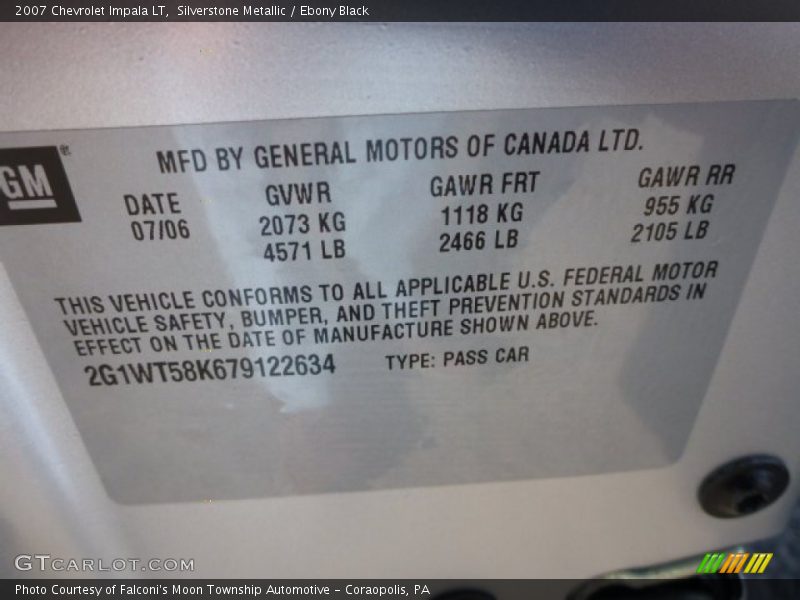 2007 Chevrolet Impala LT,  Silverstone Metallic / Ebony Black
GM®
MFD BY GENERAL MOTORS OF CANADA LTD.
DATE GVWR GAWR FRT GAWR RR
07/06 2073 KG 1118 KG 955 KG
4571 LB 2466 LB 2105 LB
THIS VEHICLE CONFORMS TO ALL APPLICABLE U.S. FEDERAL MOTOR
VEHICLE SAFETY, BUMPER, AND THEFT PREVENTION STANDARDS IN
EFFECT ON THE DATE OF MANUFACTURE SHOWN ABOVE.
2G1WT58K679122634 TYPE: PASS CAR
GTCARLOT.COM
Photo Courtesy of Falconi's Moon Township Automotive – Coraopolis, PA